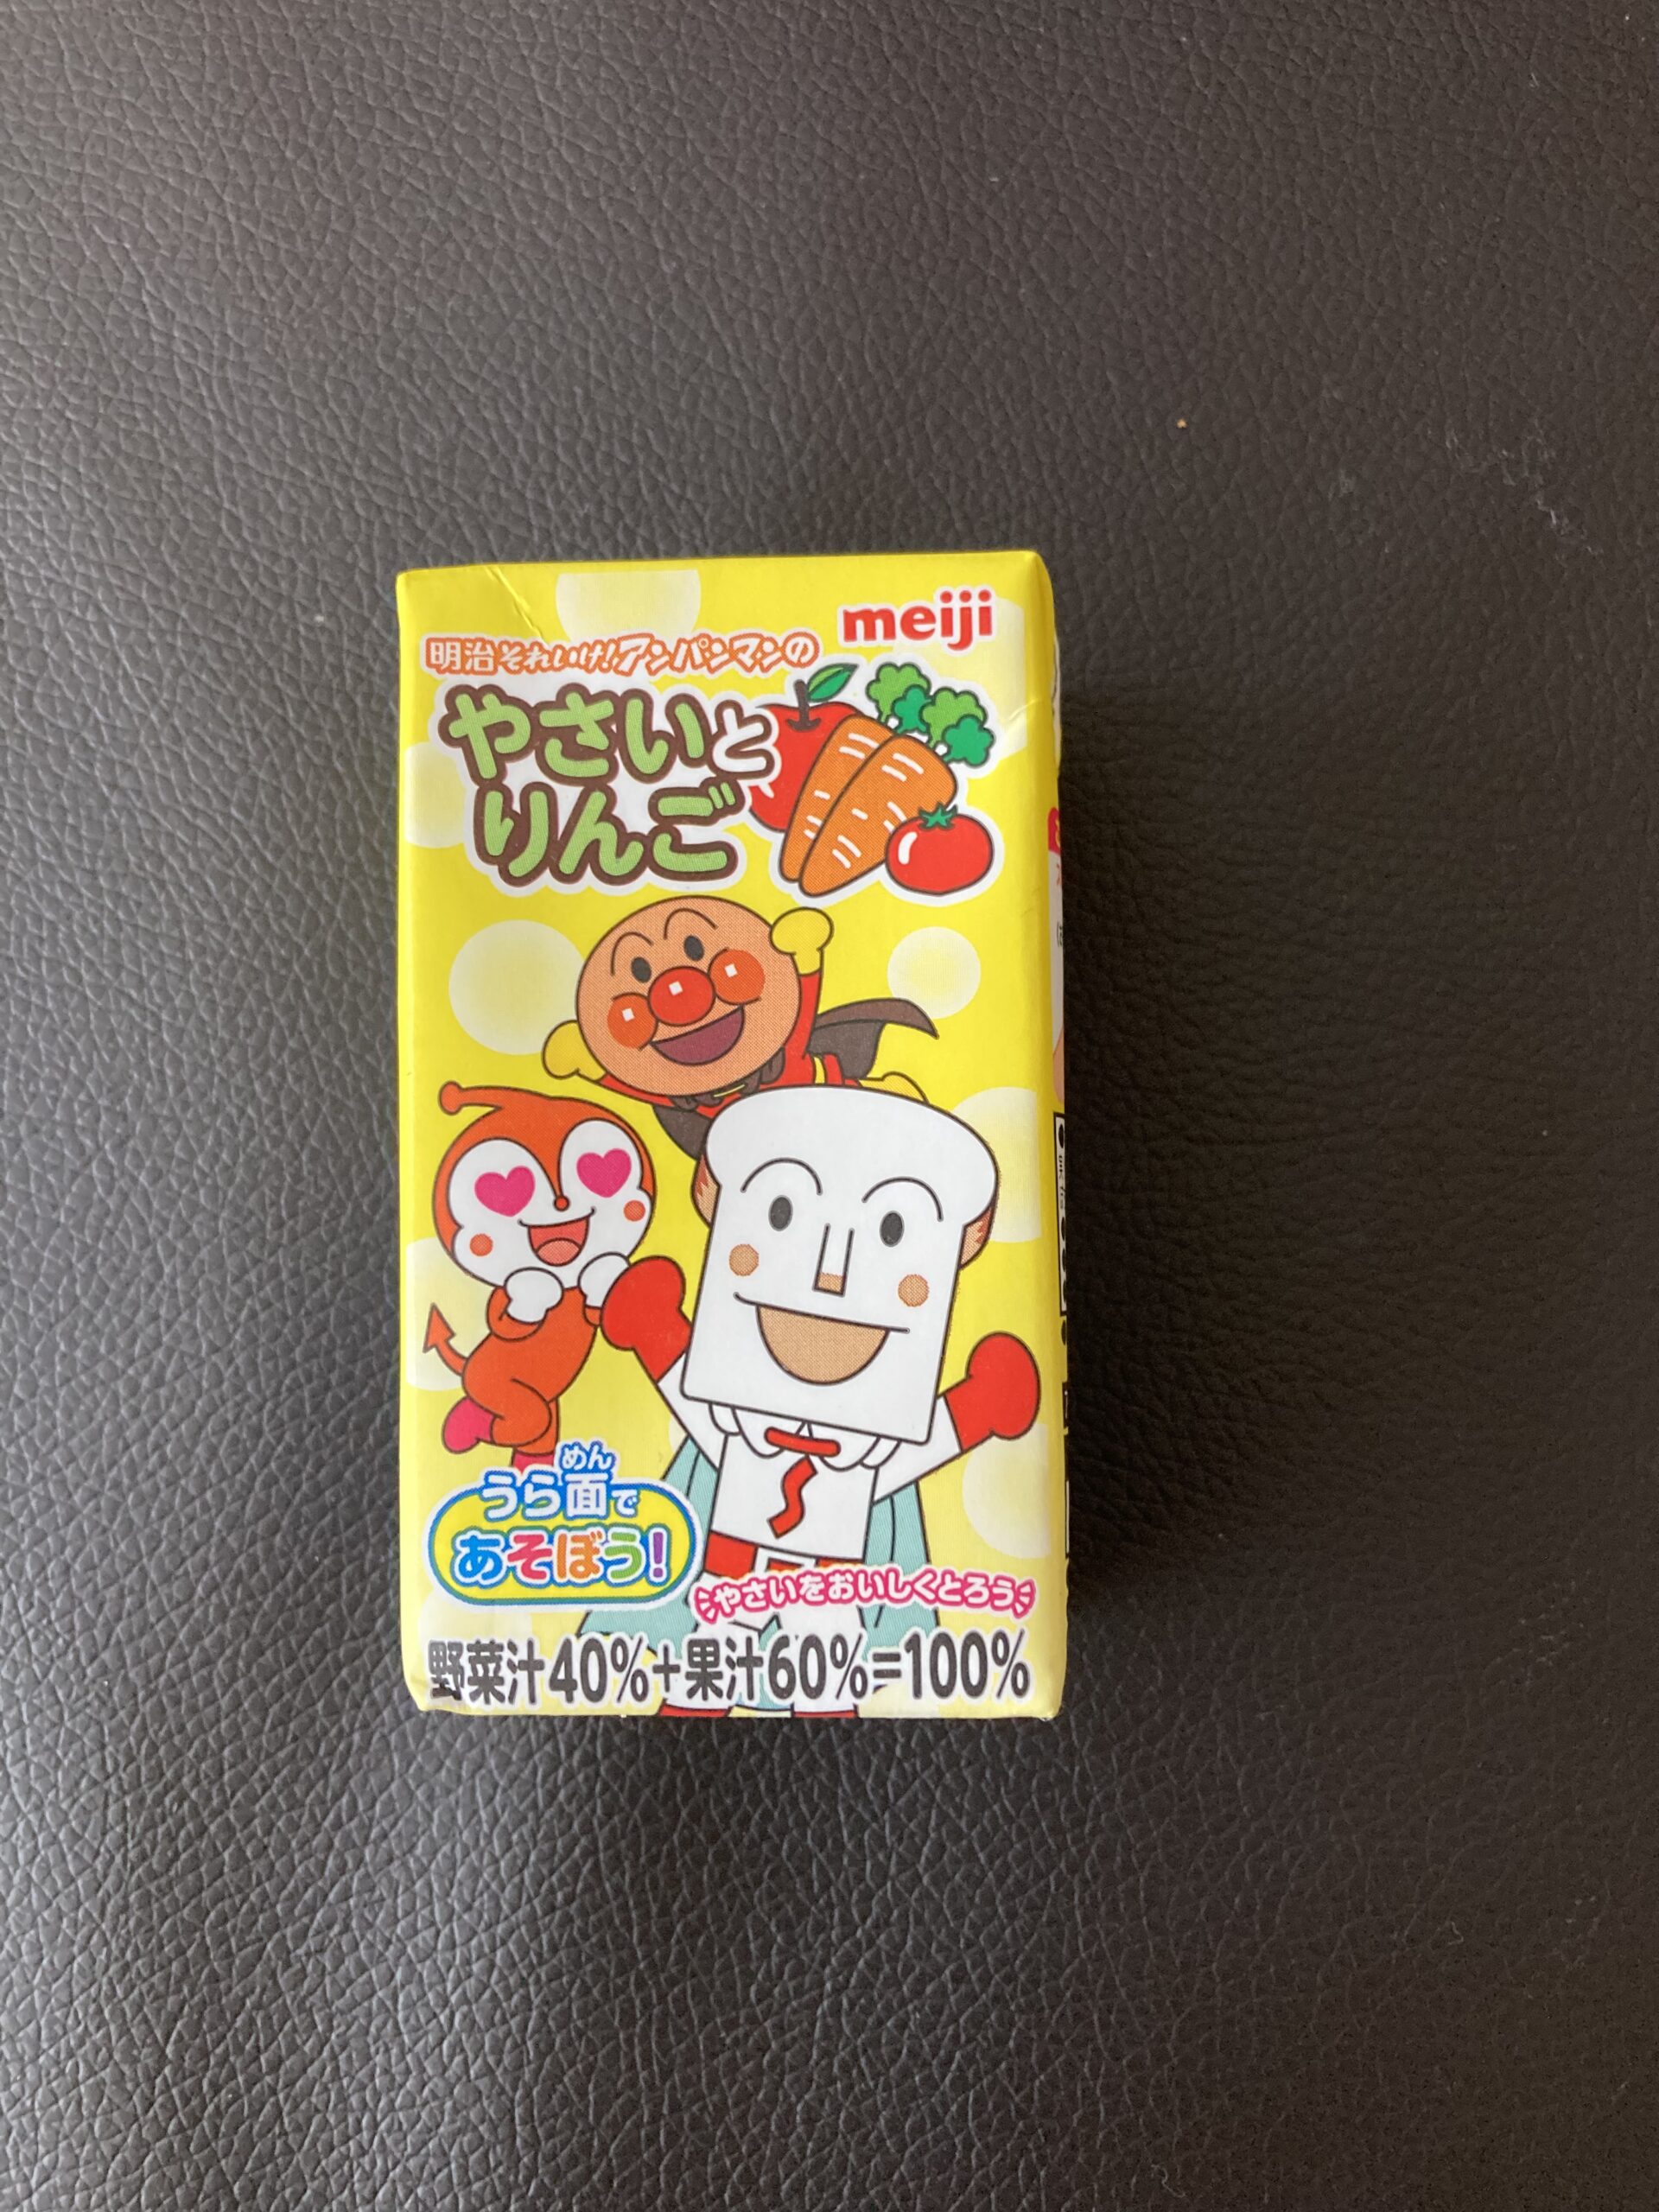 meiji
明治それいけ!アンパンマンの
やさいと
りんご
めん
うら面で
あそぼう!
やさいをおいしくとろう
野菜汁40%+果汁60%=100%